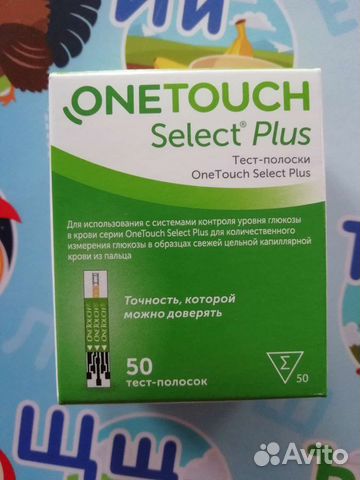 ONETOUCH
Select® Plus
Тест-полоски
OneTouch Select Plus
Для использования с системами контроля уровня глюкозы
в крови серии OneTouch Select Plus для количественного
измерения глюкозы в образцах свежей цельной капиллярной
крови из пальца
Точность, которой
можно доверять
50
тест-полосок
Σ
50
Щ
Е
Avito